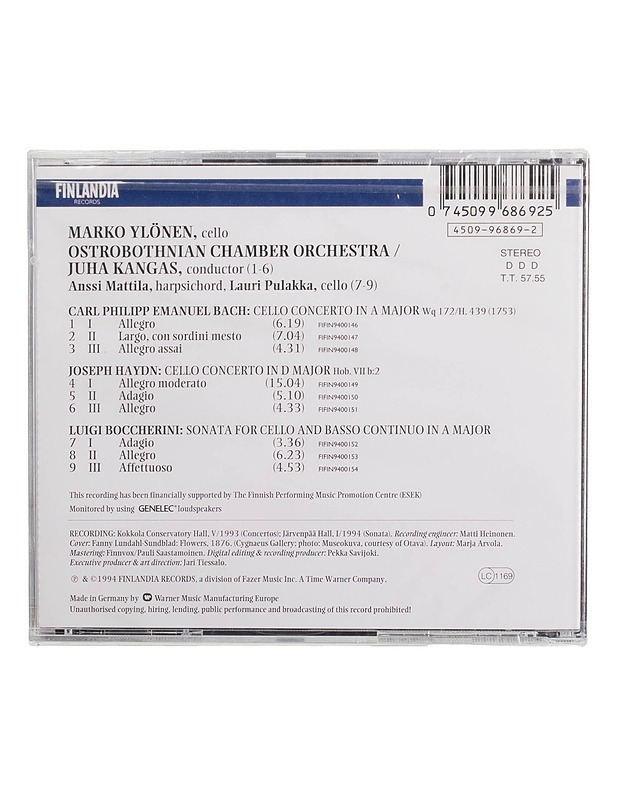 FINLANDIA
RECORDS
0 745099 686925
4509-96869-2
STEREO
D D D
T.T. 57.55
MARKO YLÖNEN, cello
OSTROBOTHNIAN CHAMBER ORCHESTRA /
JUHA KANGAS, conductor (1-6)
Anssi Mattila, harpsichord, Lauri Pulakka, cello (7-9)
CARL PHILIPP EMANUEL BACH: CELLO CONCERTO IN A MAJOR Wq 172/H. 439 (1753)
1 I Allegro (6.19) FIFIN9400146
2 II Largo, con sordini mesto (7.04) FIFIN9400147
3 III Allegro assai (4.31) FIFIN9400148
JOSEPH HAYDN: CELLO CONCERTO IN D MAJOR Hob. VII b:2
4 I Allegro moderato (15.04) FIFIN9400149
5 II Adagio (5.10) FIFIN9400150
6 III Allegro (4.33) FIFIN9400151
LUIGI BOCCHERINI: SONATA FOR CELLO AND BASSO CONTINUO IN A MAJOR
7 I Adagio (3.36) FIFIN9400152
8 II Allegro (6.23) FIFIN9400153
9 III Affettuoso (4.53) FIFIN9400154
This recording has been financially supported by The Finnish Performing Music Promotion Centre (ESEK)
Monitored by using GENELEC® loudspeakers
RECORDING: Kokkola Conservatory Hall, V/1993 (Concertos); Järvenpää Hall, I/1994 (Sonata). Recording engineer: Matti Heinonen.
Cover: Fanny Lundahl-Sundblad: Flowers, 1876. (Cygnaeus Gallery; photo: Museokuva, courtesy of Otava). Layout: Marja Arvola.
Mastering: Finnvox/Pauli Saastamoinen. Digital editing & recording producer: Pekka Savijoki.
Executive producer & art direction: Jari Tiessalo.
℗ & ©1994 FINLANDIA RECORDS, a division of Fazer Music Inc. A Time Warner Company.
LC 1169
Made in Germany by Warner Music Manufacturing Europe
Unauthorised copying, hiring, lending, public performance and broadcasting of this record prohibited!